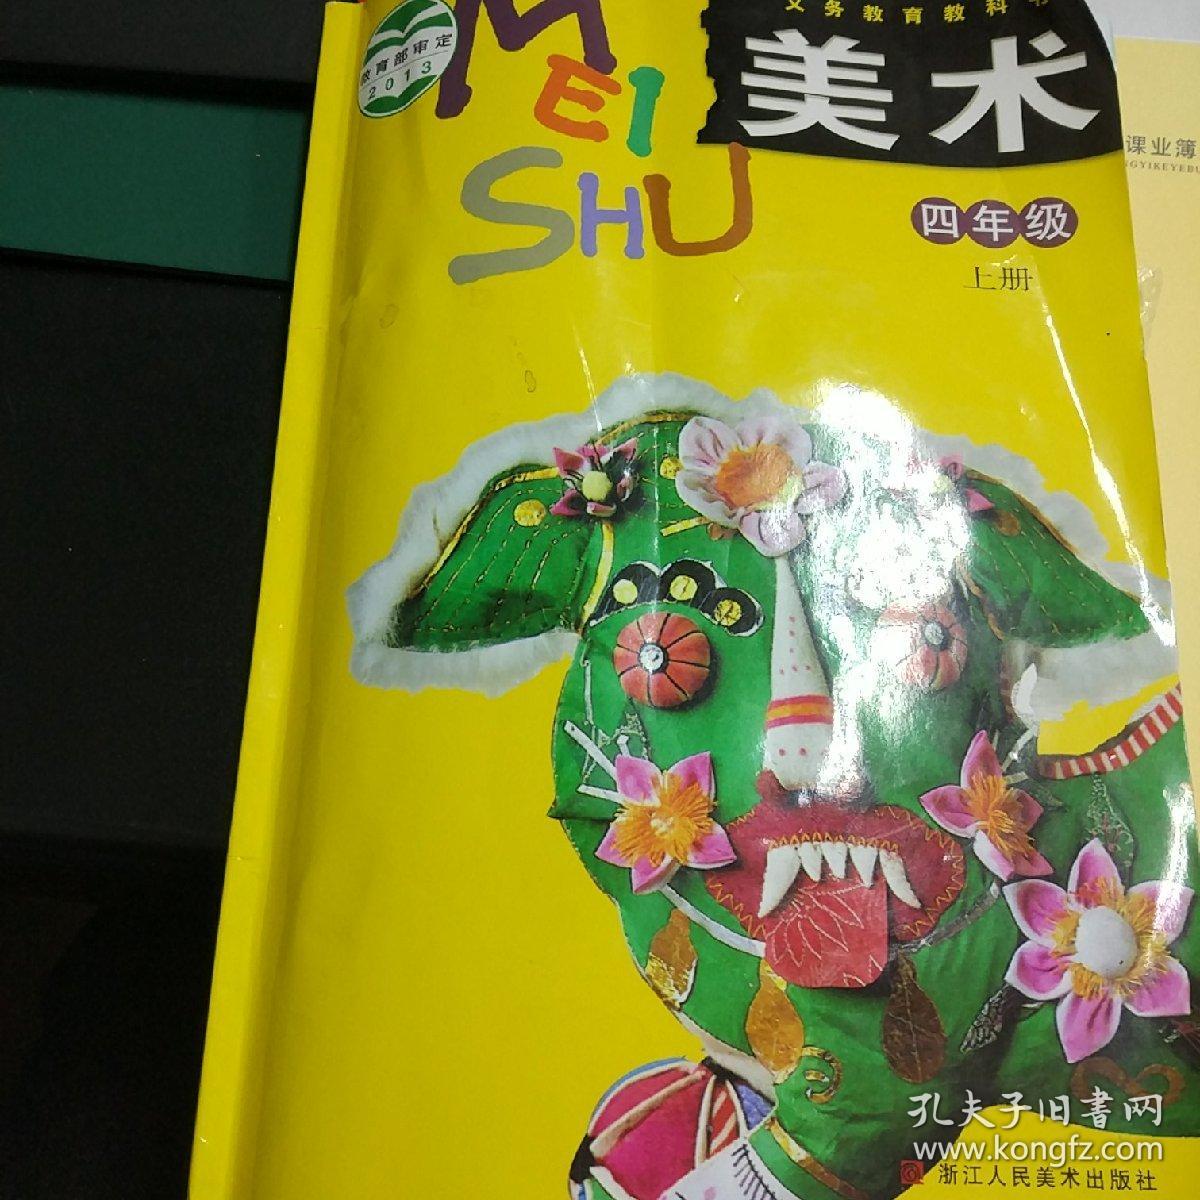 义务教育教科书
美术
MEI
SHU
教育部审定
2013
四年级
上册
课业簿
浙江人民美术出版社
孔夫子旧書网
www.kongfz.com